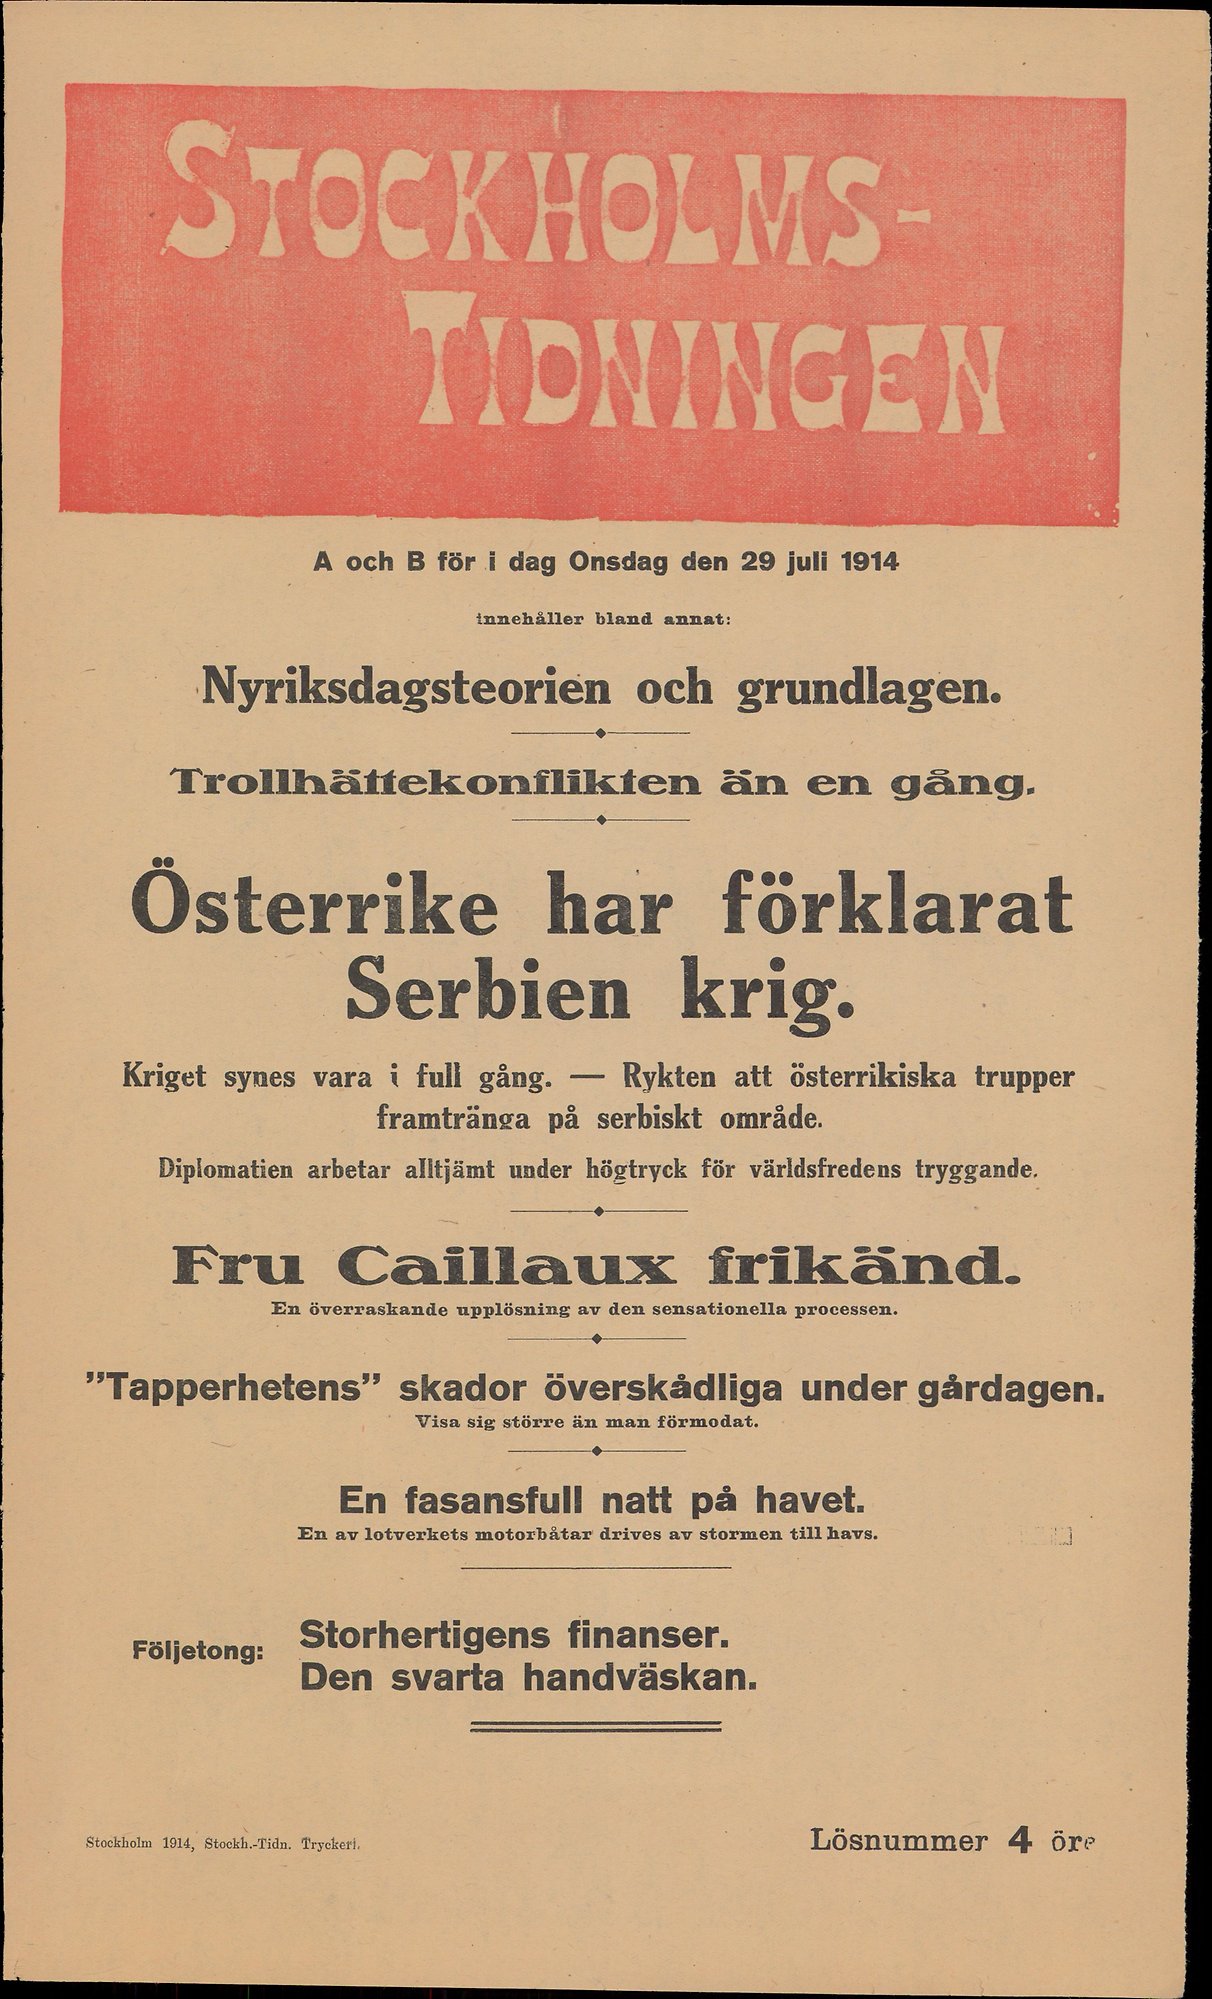 STOCKHOLMS-
TIDNINGEN
A och B för i dag Onsdag den 29 juli 1914
innehåller bland annat:
Nyriksdagsteorien och grundlagen.
Trollhättekonflikten än en gång.
Österrike har förklarat
Serbien krig.
Kriget synes vara i full gång. — Rykten att österrikiska trupper
framtränga på serbiskt område.
Diplomatien arbetar alltjämt under högtryck för världsfredens tryggande.
Fru Caillaux frikänd.
En överraskande upplösning av den sensationella processen.
"Tapperhetens" skador överskådliga under gårdagen.
Visa sig större än man förmodat.
En fasansfull natt på havet.
En av lotverkets motorbåtar drives av stormen till havs.
Följetong:
Storhertigens finanser.
Den svarta handväskan.
Stockholm 1914, Stockh.-Tidn. Tryckeri.
Lösnummer 4 öre